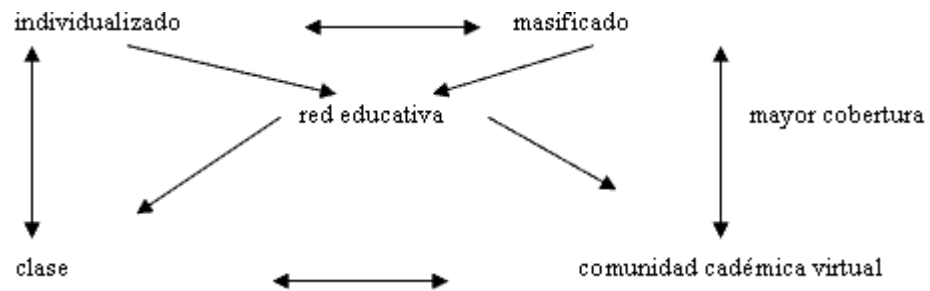 individualizado masificado
red educativa mayor cobertura
clase comunidad cadémica virtual